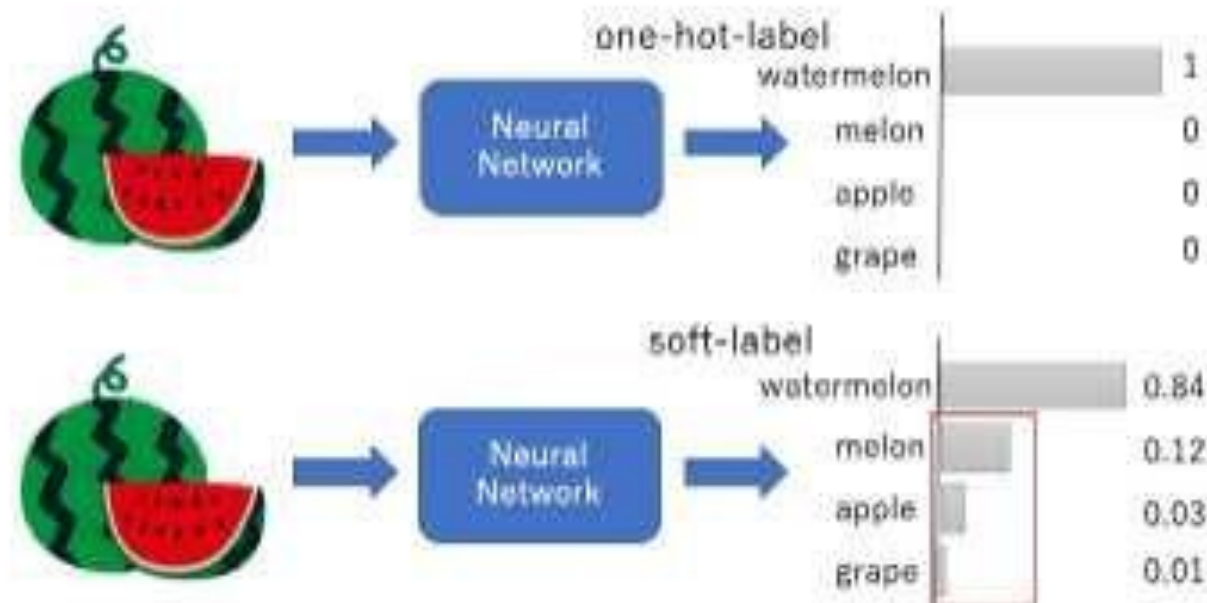 one-hot-label
Neural
Network
watermelon 1
melon 0
apple 0
grape 0
soft-label
Neural
Network
watermelon 0.84
melon 0.12
apple 0.03
grape 0.01